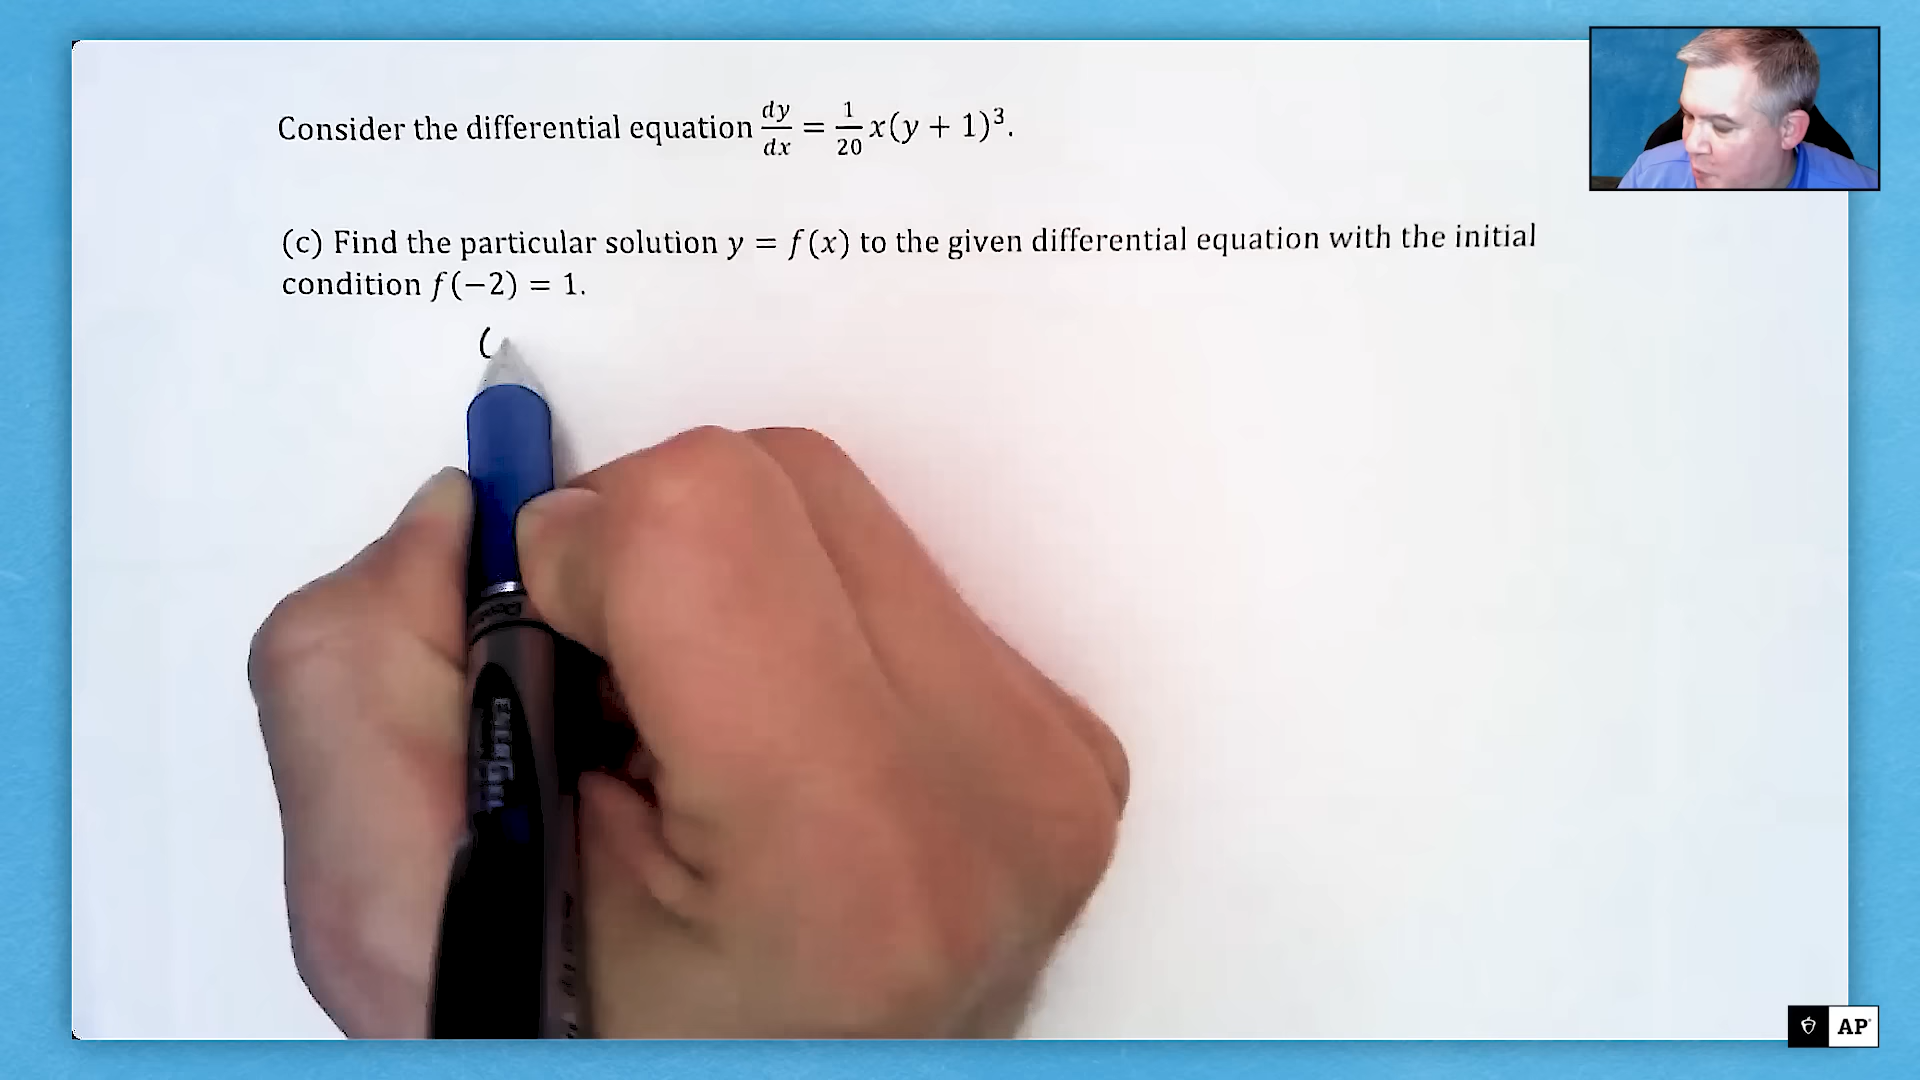 Consider the differential equation dy/dx = 1/20 x(y + 1)³.
(c) Find the particular solution y = f(x) to the given differential equation with the initial
condition f(−2) = 1.
(
AP